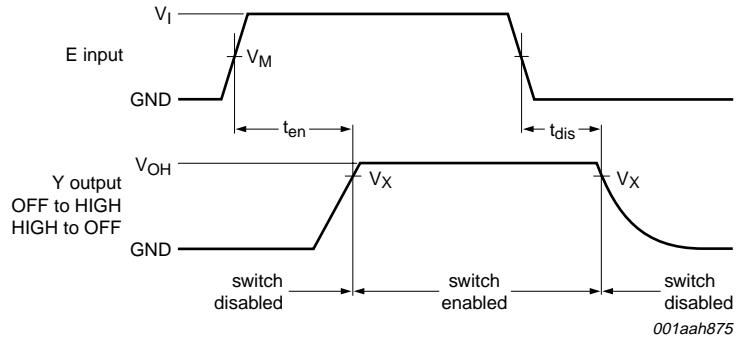 V_I
E input
V_M
GND
t_en
t_dis
V_OH
Y output
OFF to HIGH
HIGH to OFF
V_X
V_X
GND
switch
disabled
switch
enabled
switch
disabled
001aah875